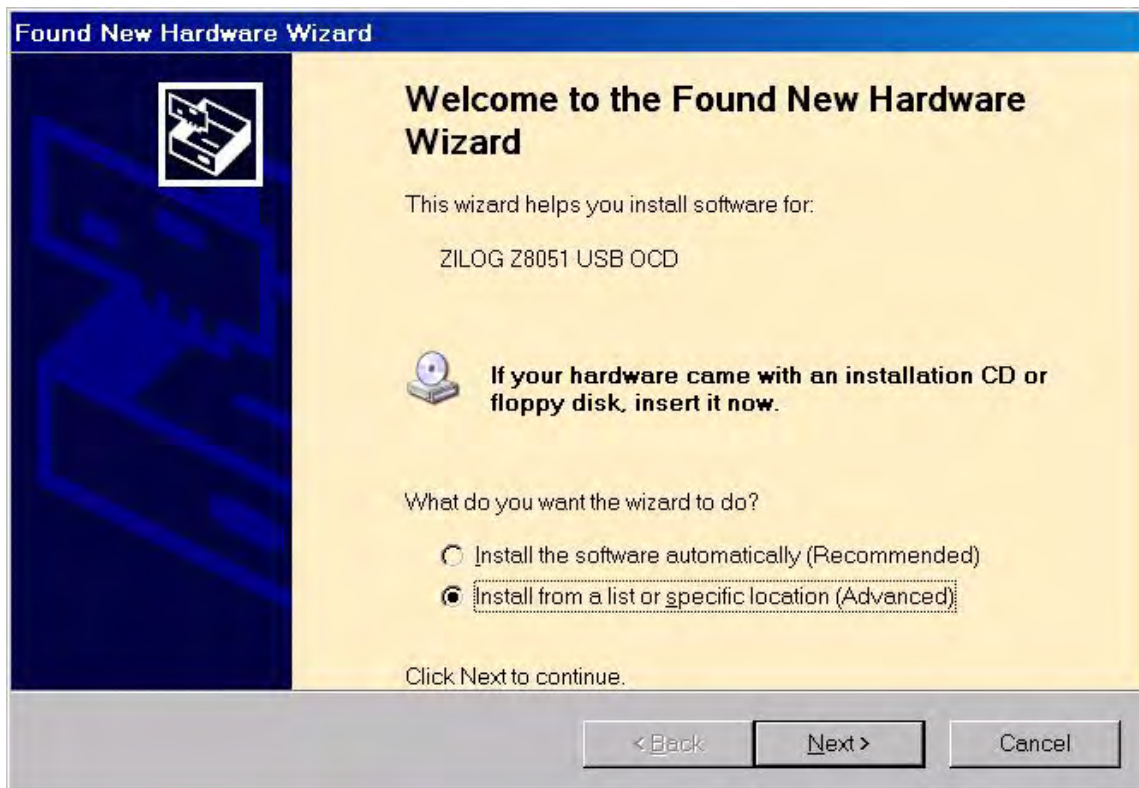 Found New Hardware Wizard
Welcome to the Found New Hardware
Wizard
This wizard helps you install software for:
ZILOG Z8051 USB OCD
If your hardware came with an installation CD or
floppy disk, insert it now.
What do you want the wizard to do?
Install the software automatically (Recommended)
Install from a list or specific location (Advanced)
Click Next to continue.
< Back
Next >
Cancel